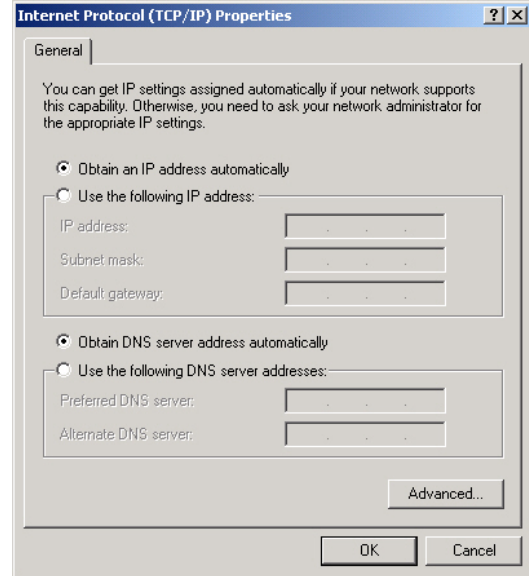 Internet Protocol (TCP/IP) Properties
General
You can get IP settings assigned automatically if your network supports
this capability. Otherwise, you need to ask your network administrator for
the appropriate IP settings.
Obtain an IP address automatically
Use the following IP address:
IP address:
Subnet mask:
Default gateway:
Obtain DNS server address automatically
Use the following DNS server addresses:
Preferred DNS server:
Alternate DNS server:
Advanced...
OK Cancel